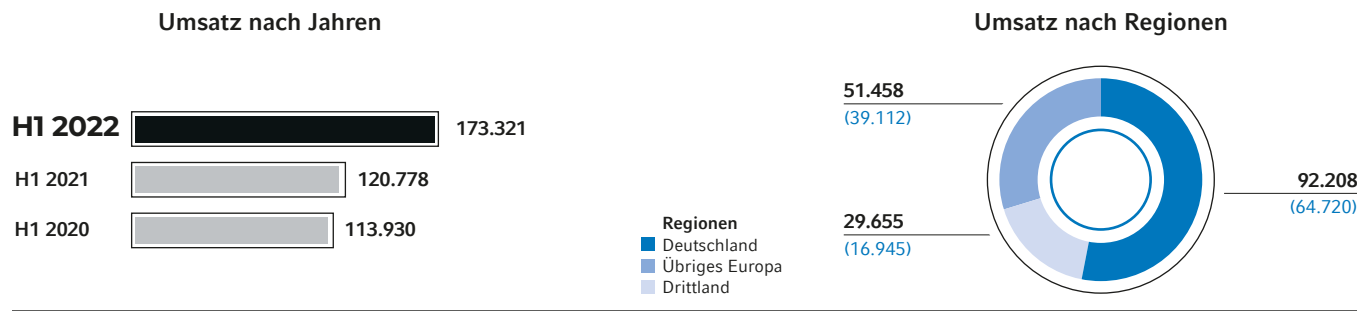 Umsatz nach Jahren
H1 2022 173.321
H1 2021 120.778
H1 2020 113.930
Umsatz nach Regionen
51.458
(39.112)
92.208
(64.720)
29.655
(16.945)
Regionen
Deutschland
Übriges Europa
Drittland